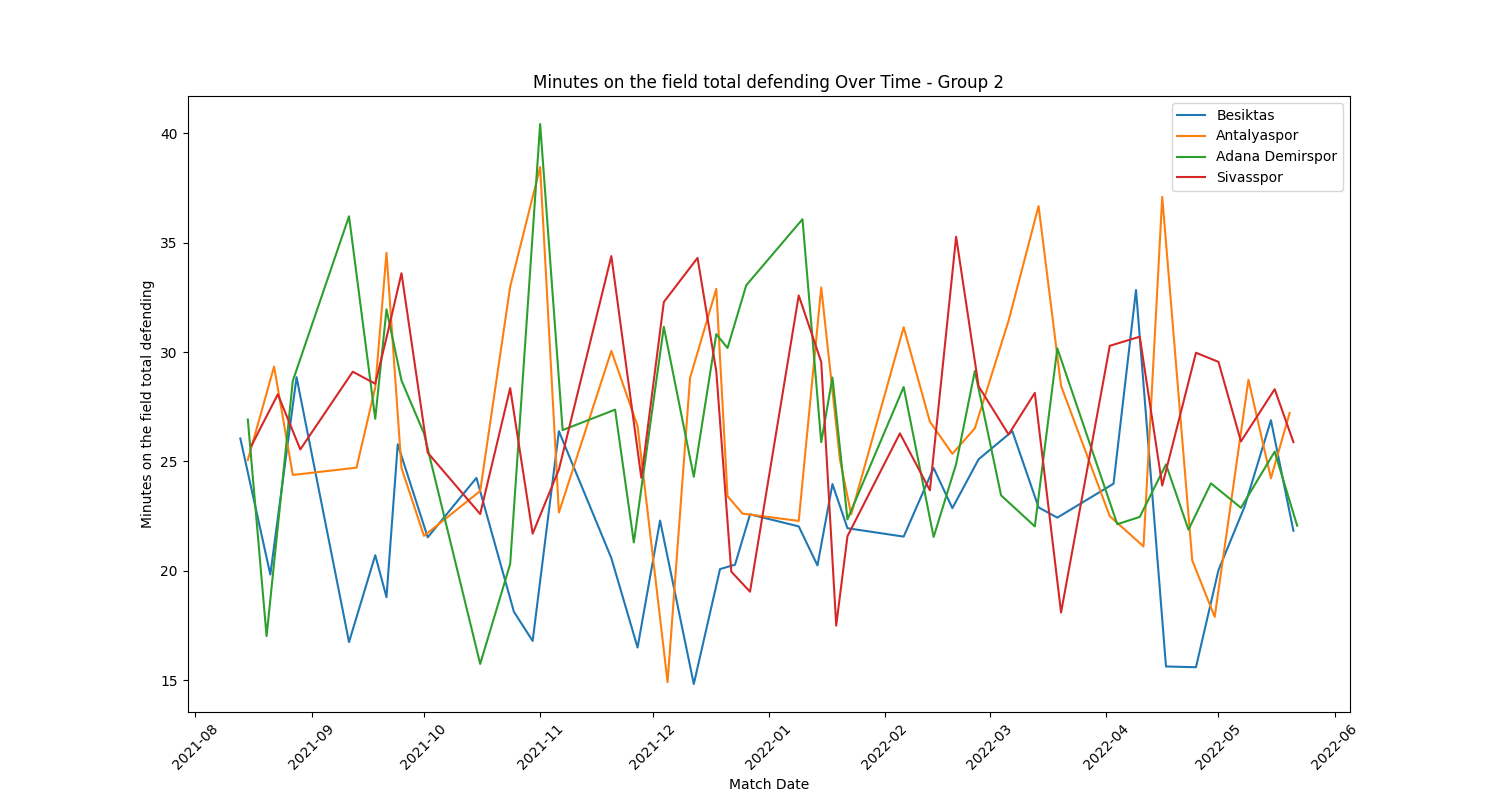 Minutes on the field total defending Over Time - Group 2
Besiktas
Antalyaspor
Adana Demirspor
Sivasspor
Minutes on the field total defending
40
35
30
25
20
15
2021-08
2021-09
2021-10
2021-11
2021-12
2022-01
2022-02
2022-03
2022-04
2022-05
2022-06
Match Date